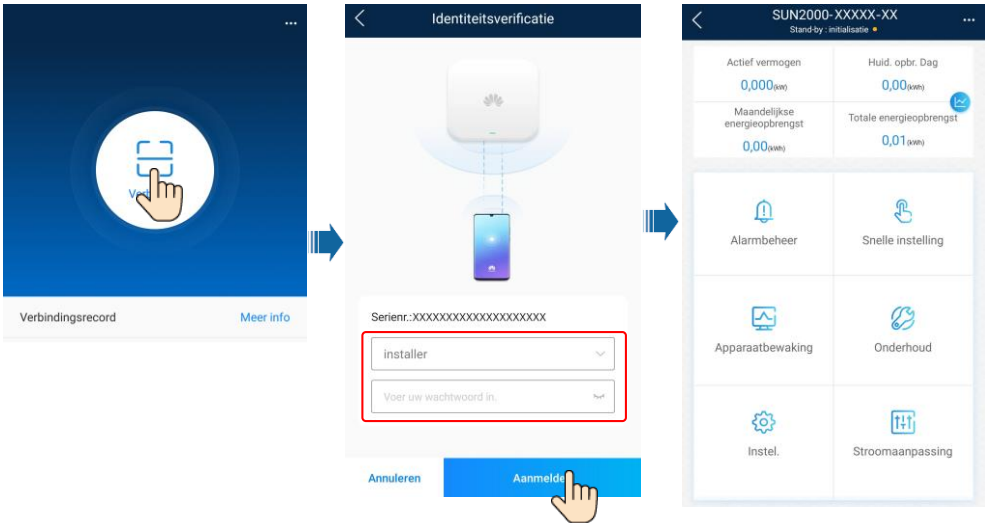 Verbindingsrecord
Meer info
Identiteitsverificatie
Serienr.:XXXXXXXXXXXXXXXXXXXX
installer
Voer uw wachtwoord in.
Annuleren
SUN2000-XXXXX-XX
Stand-by : initialisatie
Actief vermogen
0,000(kW)
Huid. opbr. Dag
0,00(kWh)
Maandelijkse
energieopbrengst
0,00(kWh)
Totale energieopbrengst
0,01(kWh)
Alarmbeheer
Snelle instelling
Apparaatbewaking
Onderhoud
Instel.
Stroomaanpassing